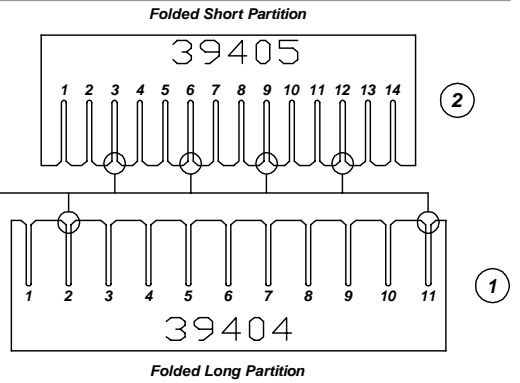 Folded Short Partition
39405
1 2 3 4 5 6 7 8 9 10 11 12 13 14
2
1 2 3 4 5 6 7 8 9 10 11
1
39404
Folded Long Partition